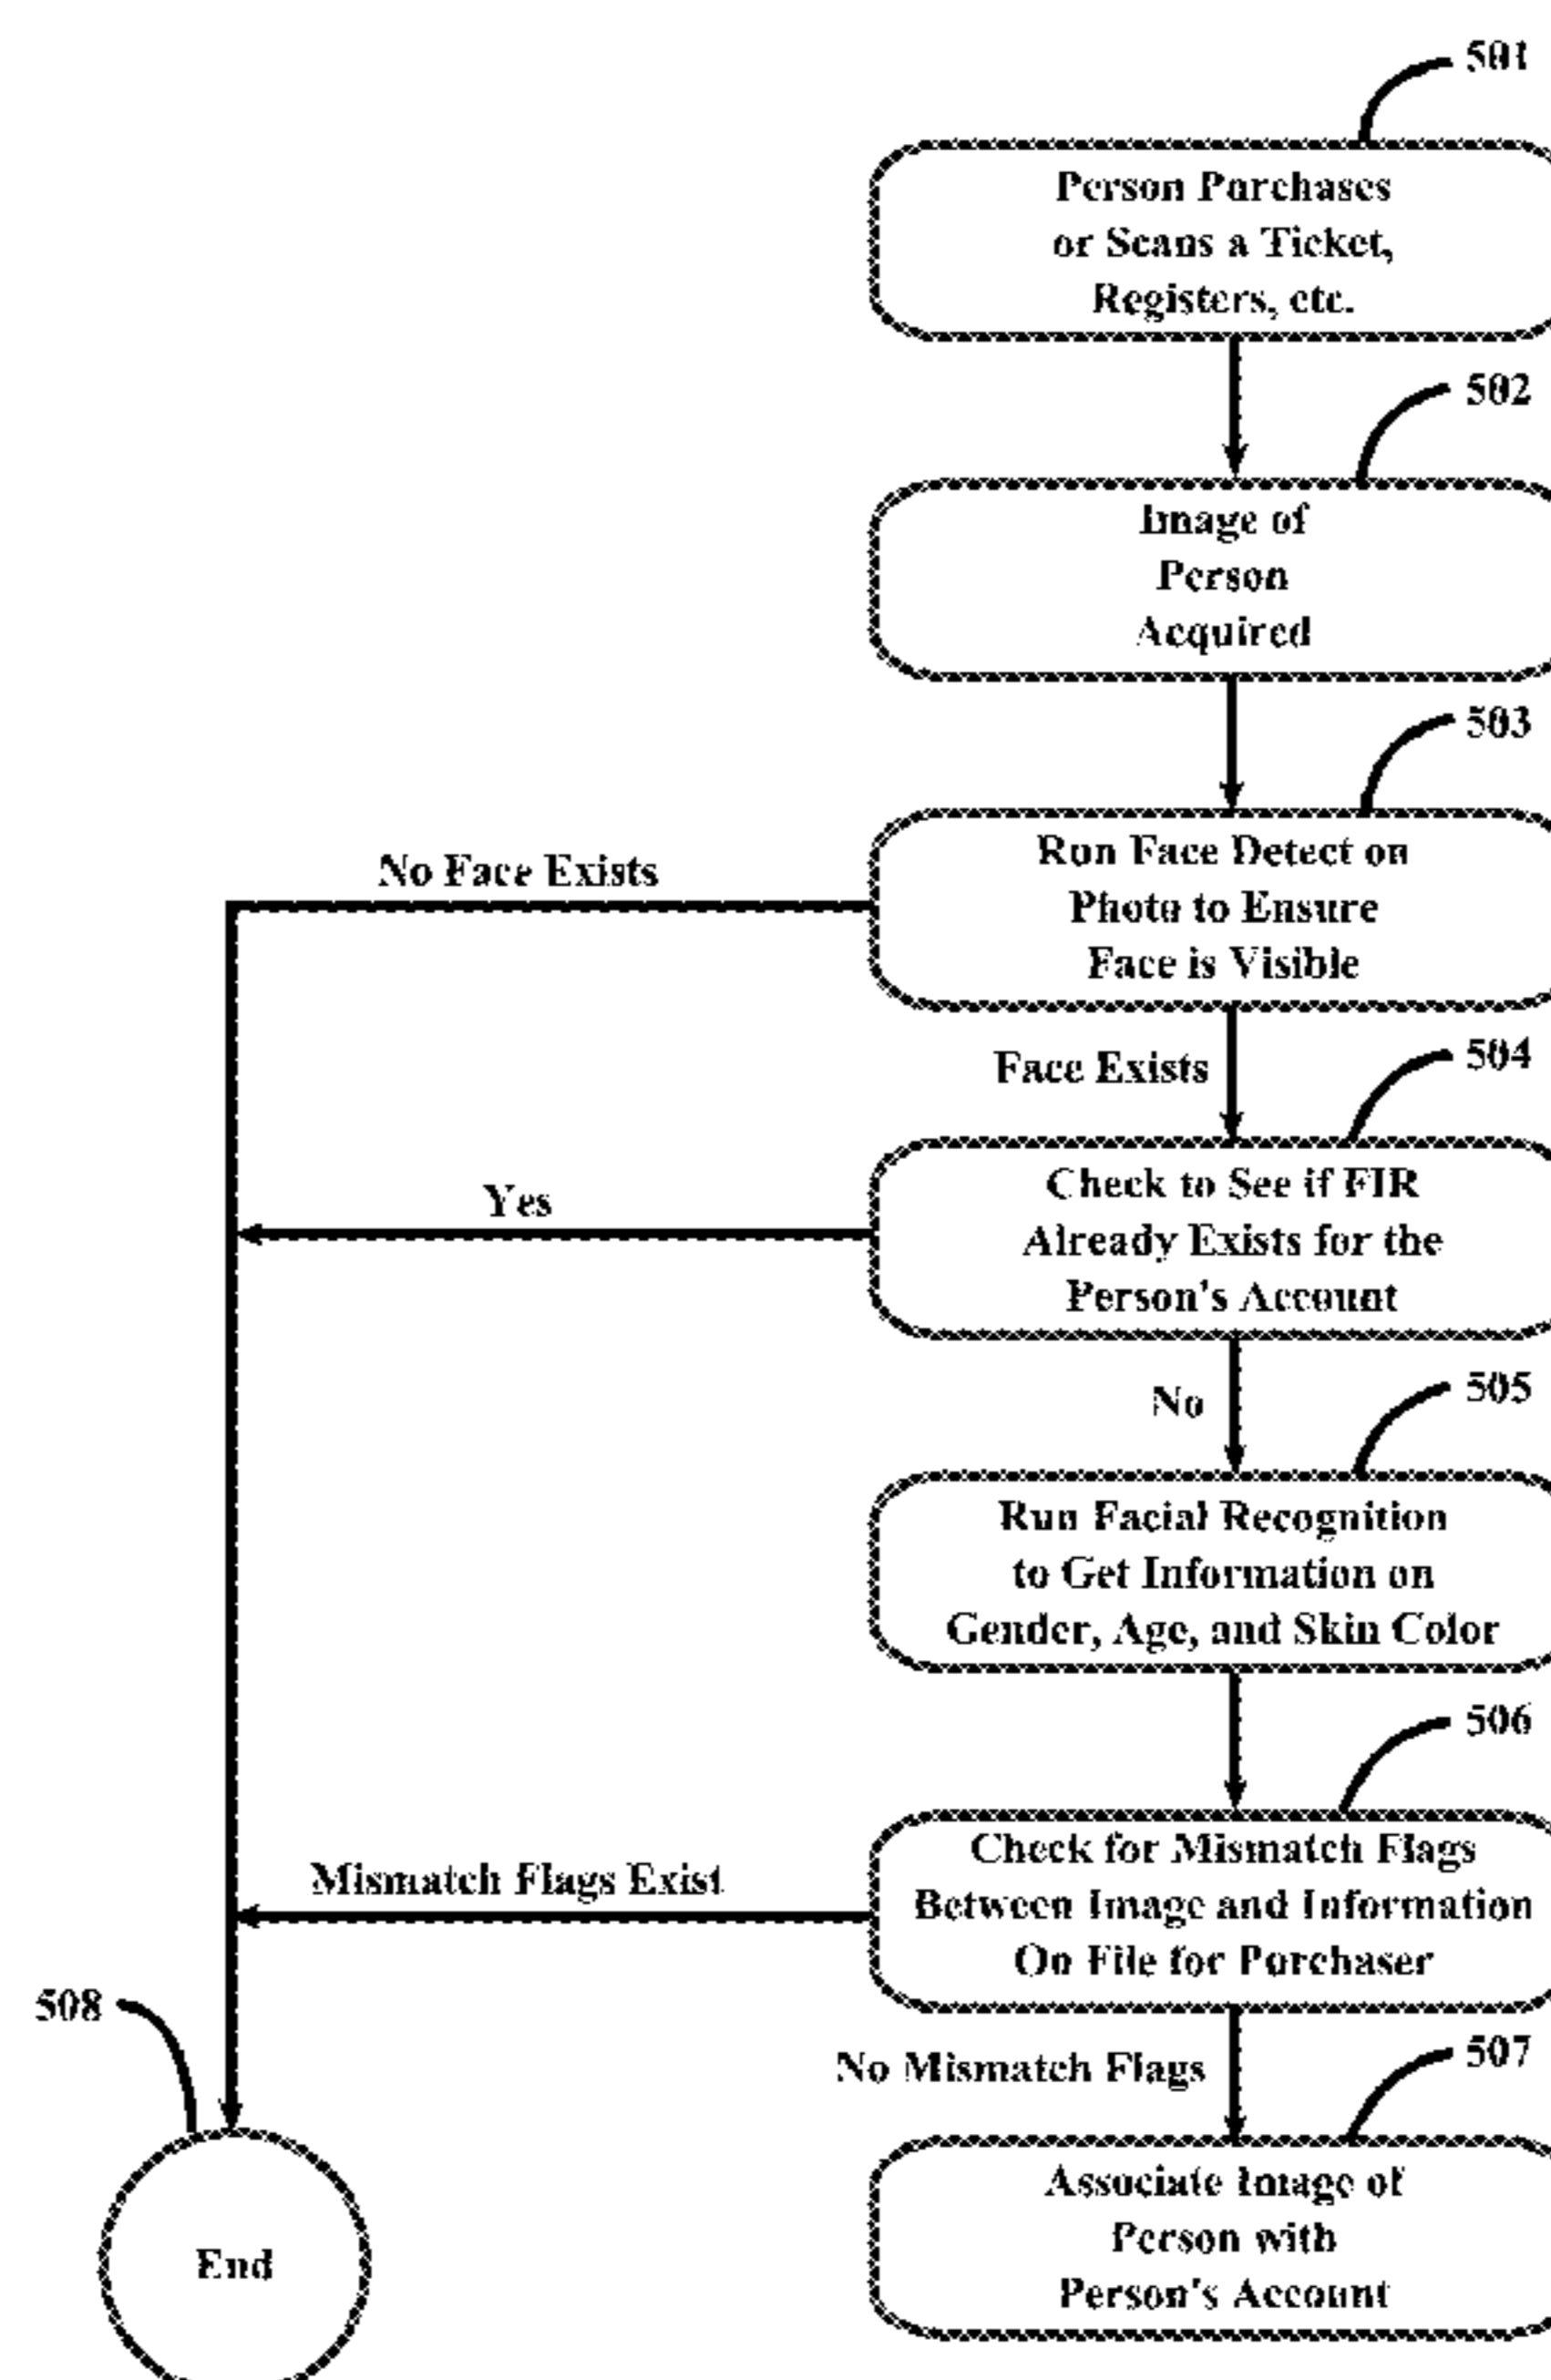 501
Person Purchases
or Scans a Ticket,
Registers, etc.
502
Image of
Person
Acquired
503
Run Face Detect on
Photo to Ensure
Face is Visible
No Face Exists
Face Exists
504
Check to See if FIR
Already Exists for the
Person's Account
Yes
No
505
Run Facial Recognition
to Get Information on
Gender, Age, and Skin Color
506
Check for Mismatch Flags
Between Image and Information
On File for Purchaser
Mismatch Flags Exist
No Mismatch Flags
507
Associate Image of
Person with
Person's Account
508
End